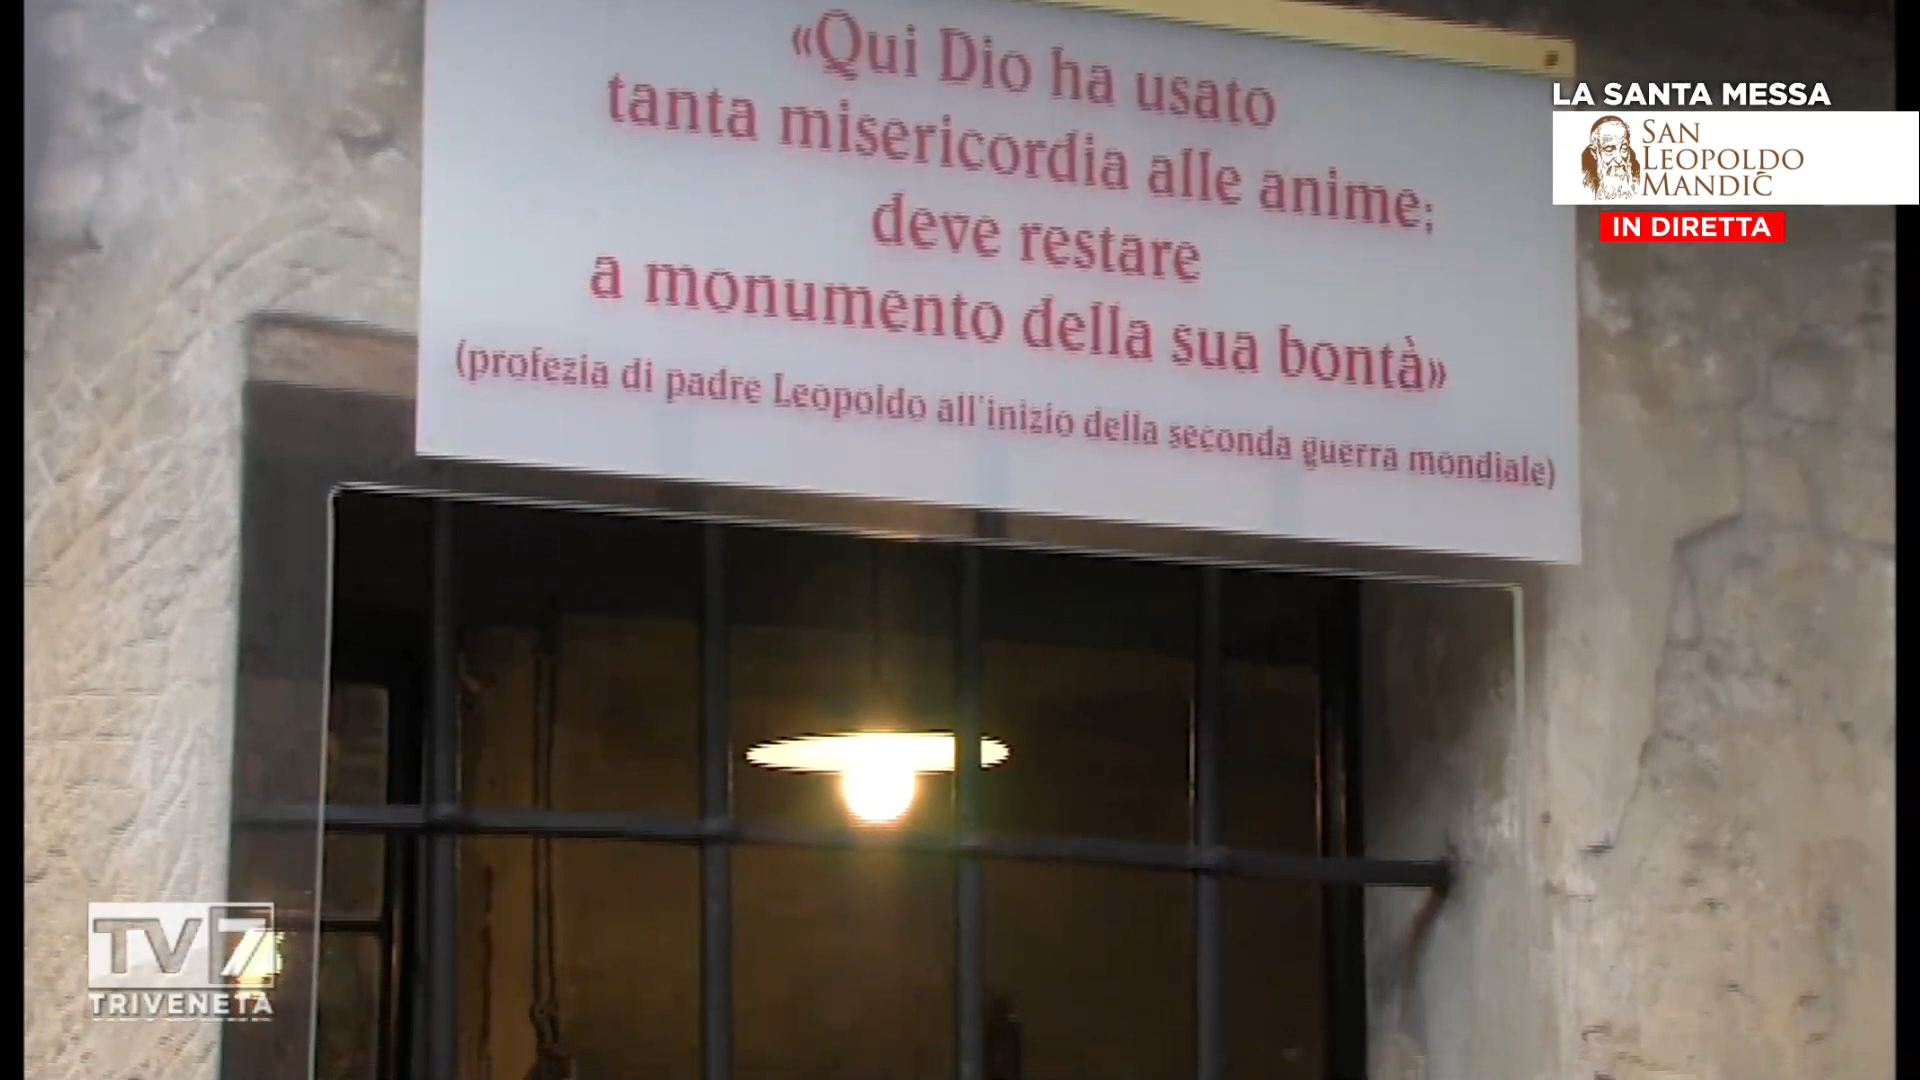 «Qui Dio ha usato
tanta misericordia alle anime;
deve restare
a monumento della sua bontà»
(profezia di padre Leopoldo all'inizio della seconda guerra mondiale)
LA SANTA MESSA
SAN
LEOPOLDO
MANDIĆ
IN DIRETTA
TV7
TRIVENETA